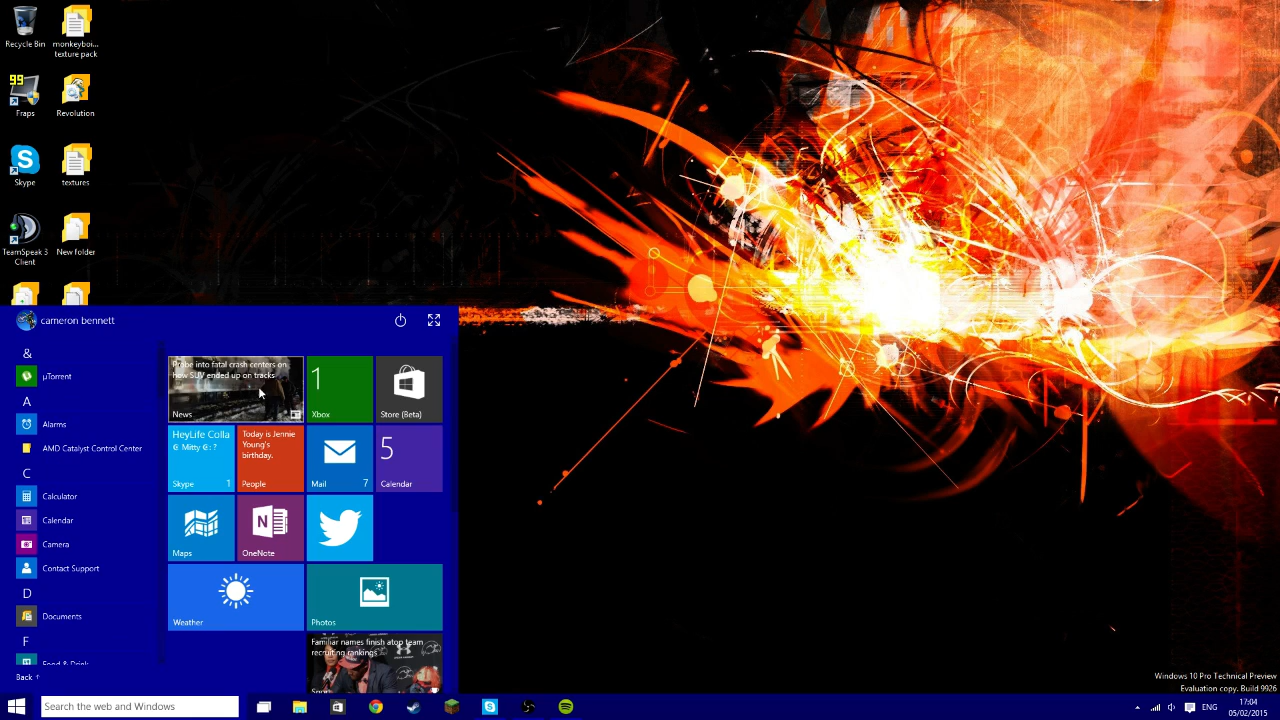 Recycle Bin
monkeyboi...
texture pack
99
Fraps
Revolution
Skype
textures
TeamSpeak 3
Client
New folder
cameron bennett
&
µTorrent
A
Alarms
AMD Catalyst Control Center
C
Calculator
Calendar
Camera
Contact Support
D
Documents
F
Food & Drink
Back
Probe into fatal crash centers on
how SUV ended up on tracks
News
1
Xbox
Store (Beta)
HeyLife Colla
@ Mitty @: ?
Skype 1
Today is Jennie
Young's
birthday.
People
Mail 7
5
Calendar
Maps
N
OneNote
Weather
Photos
Familiar names finish atop team
recruiting rankings
Search the web and Windows
Windows 10 Pro Technical Preview
Evaluation copy. Build 9926
ENG
17:04
05/02/2015